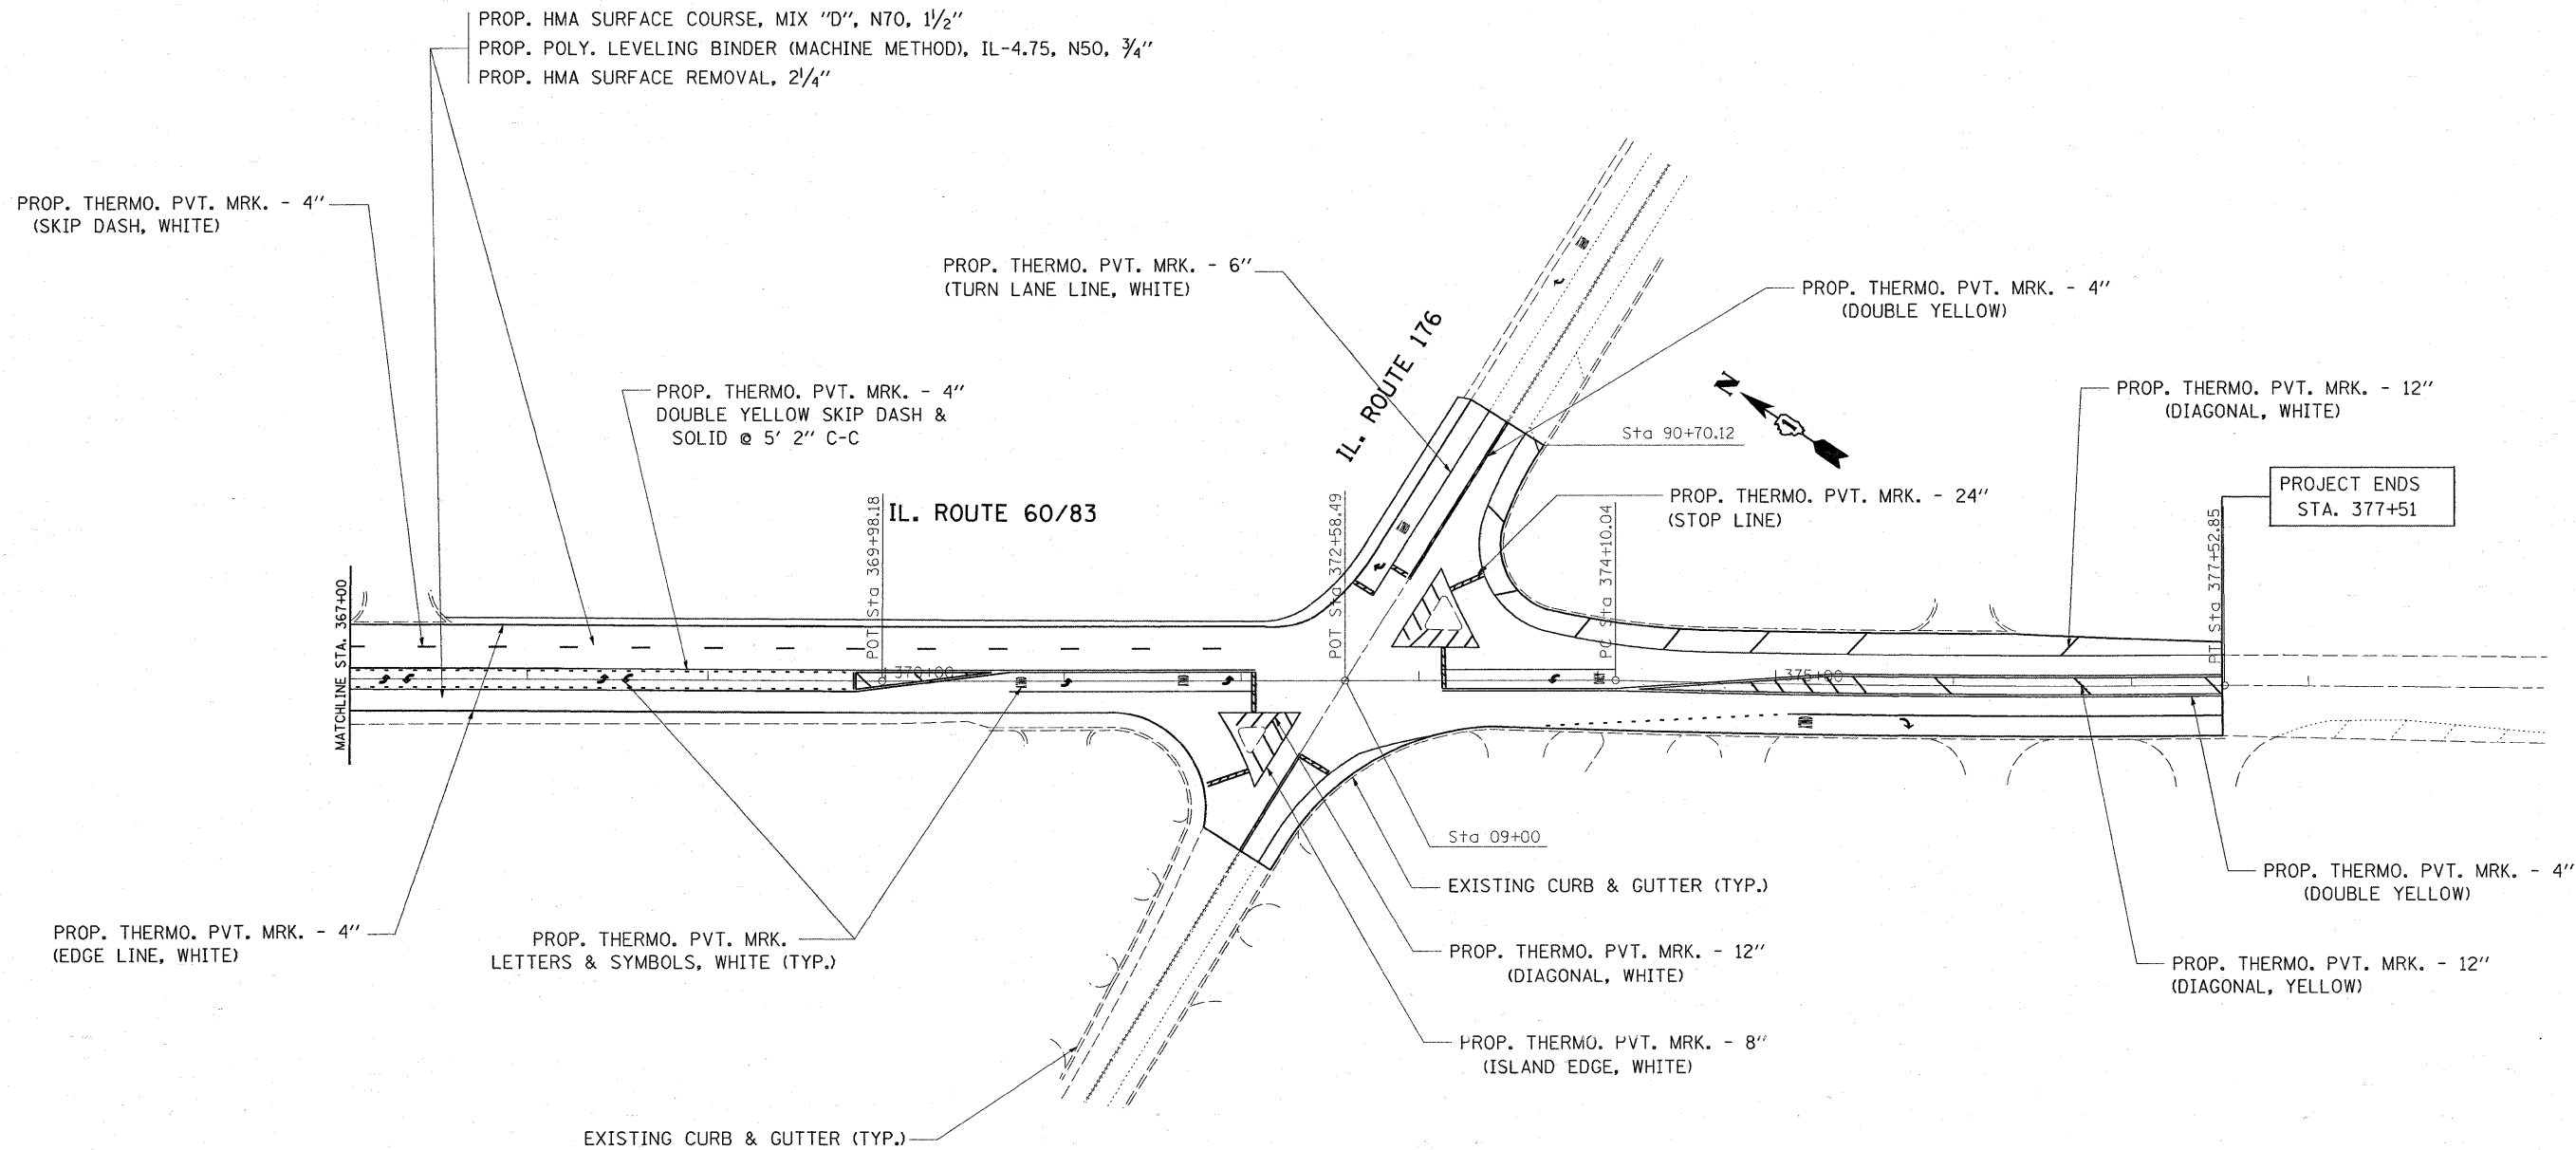 PROP. HMA SURFACE COURSE, MIX "D", N70, 1 1/2"
PROP. POLY. LEVELING BINDER (MACHINE METHOD), IL-4.75, N50, 3/4"
PROP. HMA SURFACE REMOVAL, 2 1/4"
PROP. THERMO. PVT. MRK. - 4"
(SKIP DASH, WHITE)
PROP. THERMO. PVT. MRK. - 6"
(TURN LANE LINE, WHITE)
PROP. THERMO. PVT. MRK. - 4"
(DOUBLE YELLOW)
IL. ROUTE 176
N
1
PROP. THERMO. PVT. MRK. - 4"
DOUBLE YELLOW SKIP DASH &
SOLID @ 5' 2" C-C
PROP. THERMO. PVT. MRK. - 12"
(DIAGONAL, WHITE)
Sta 90+70.12
PROP. THERMO. PVT. MRK. - 24"
(STOP LINE)
PROJECT ENDS
STA. 377+51
IL. ROUTE 60/83
MATCHLINE STA. 367+00
POT Sta 369+98.18
POT Sta 372+58.49
PC Sta 374+10.04
PT Sta 377+52.85
370+00
375+00
Sta 09+00
EXISTING CURB & GUTTER (TYP.)
PROP. THERMO. PVT. MRK. - 4"
(DOUBLE YELLOW)
PROP. THERMO. PVT. MRK. - 4"
(EDGE LINE, WHITE)
PROP. THERMO. PVT. MRK.
LETTERS & SYMBOLS, WHITE (TYP.)
PROP. THERMO. PVT. MRK. - 12"
(DIAGONAL, WHITE)
PROP. THERMO. PVT. MRK. - 12"
(DIAGONAL, YELLOW)
PROP. THERMO. PVT. MRK. - 8"
(ISLAND EDGE, WHITE)
EXISTING CURB & GUTTER (TYP.)